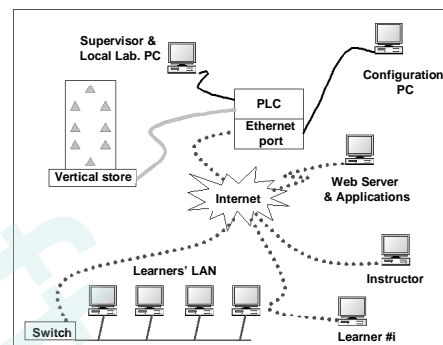 Supervisor &
Local Lab. PC
Configuration
PC
PLC
Ethernet
port
Vertical store
Internet
Web Server
& Applications
Learners' LAN
Instructor
Switch
Learner #i